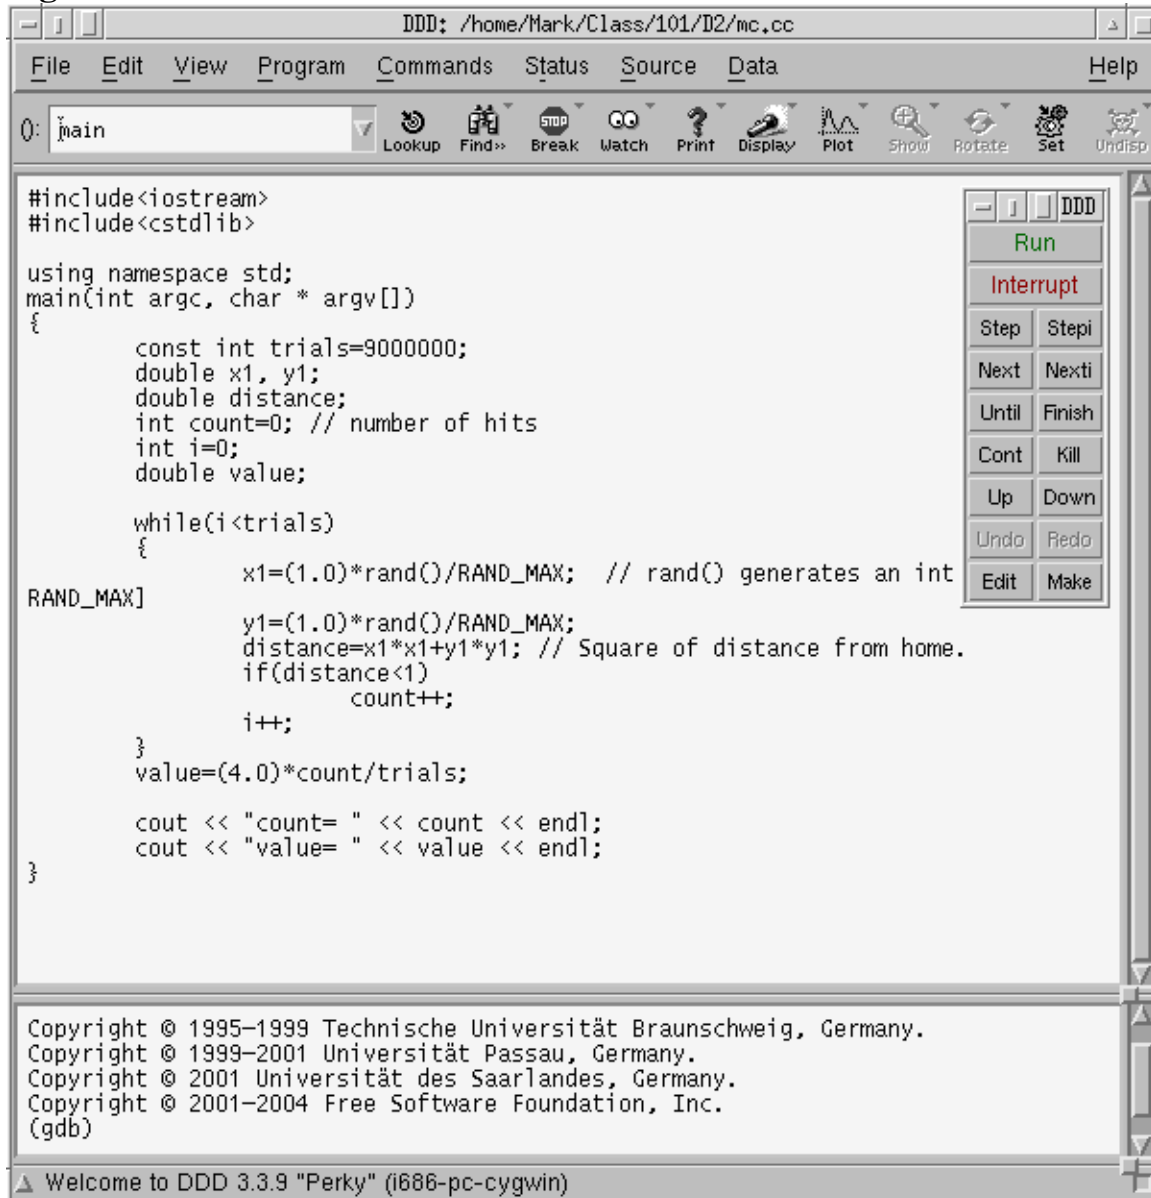 DDD: /home/Mark/Class/101/D2/mc.cc
File Edit View Program Commands Status Source Data Help
(): main Lookup Find>> Break Watch Print Display Plot Show Rotate Set Undisp
STOP
#include<iostream>
#include<cstdlib>
using namespace std;
main(int argc, char * argv[])
{
const int trials=9000000;
double x1, y1;
double distance;
int count=0; // number of hits
int i=0;
double value;
while(i<trials)
{
x1=(1.0)*rand()/RAND_MAX;  // rand() generates an int
RAND_MAX]
y1=(1.0)*rand()/RAND_MAX;
distance=x1*x1+y1*y1; // Square of distance from home.
if(distance<1)
count++;
i++;
}
value=(4.0)*count/trials;
cout << "count= " << count << endl;
cout << "value= " << value << endl;
}
DDD
Run
Interrupt
Step Stepi
Next Nexti
Until Finish
Cont Kill
Up Down
Undo Redo
Edit Make
Copyright © 1995-1999 Technische Universität Braunschweig, Germany.
Copyright © 1999-2001 Universität Passau, Germany.
Copyright © 2001 Universität des Saarlandes, Germany.
Copyright © 2001-2004 Free Software Foundation, Inc.
(gdb)
Welcome to DDD 3.3.9 "Perky" (i686-pc-cygwin)